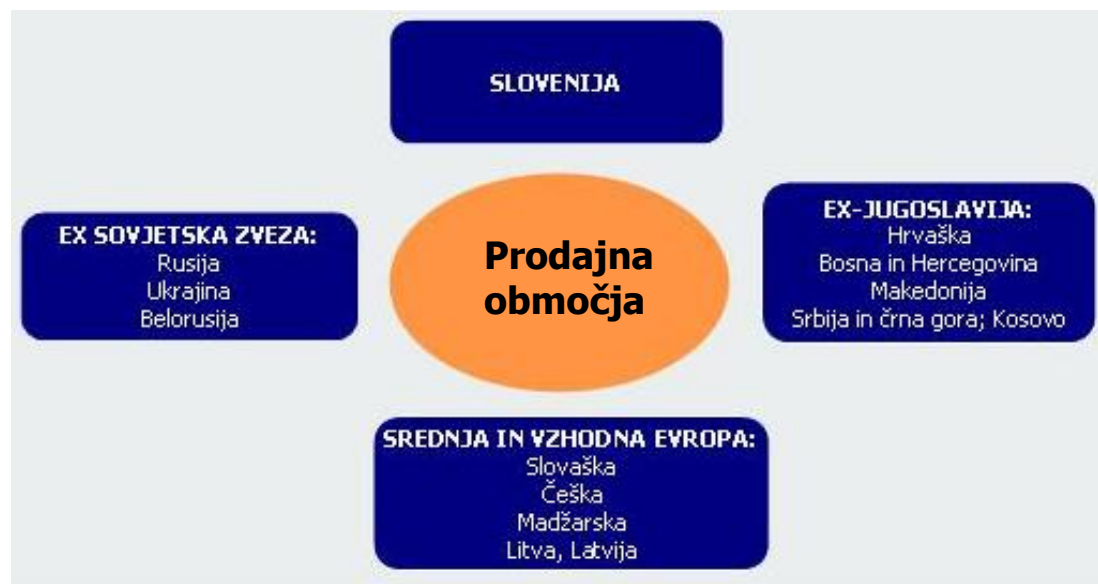 SLOVENIJA
EX SOVJETSKA ZVEZA:
Rusija
Ukrajina
Belorusija
Prodajna
območja
EX-JUGOSLAVIJA:
Hrvaška
Bosna in Hercegovina
Makedonija
Srbija in črna gora; Kosovo
SREDNJA IN VZHODNA EVROPA:
Slovaška
Češka
Madžarska
Litva, Latvija